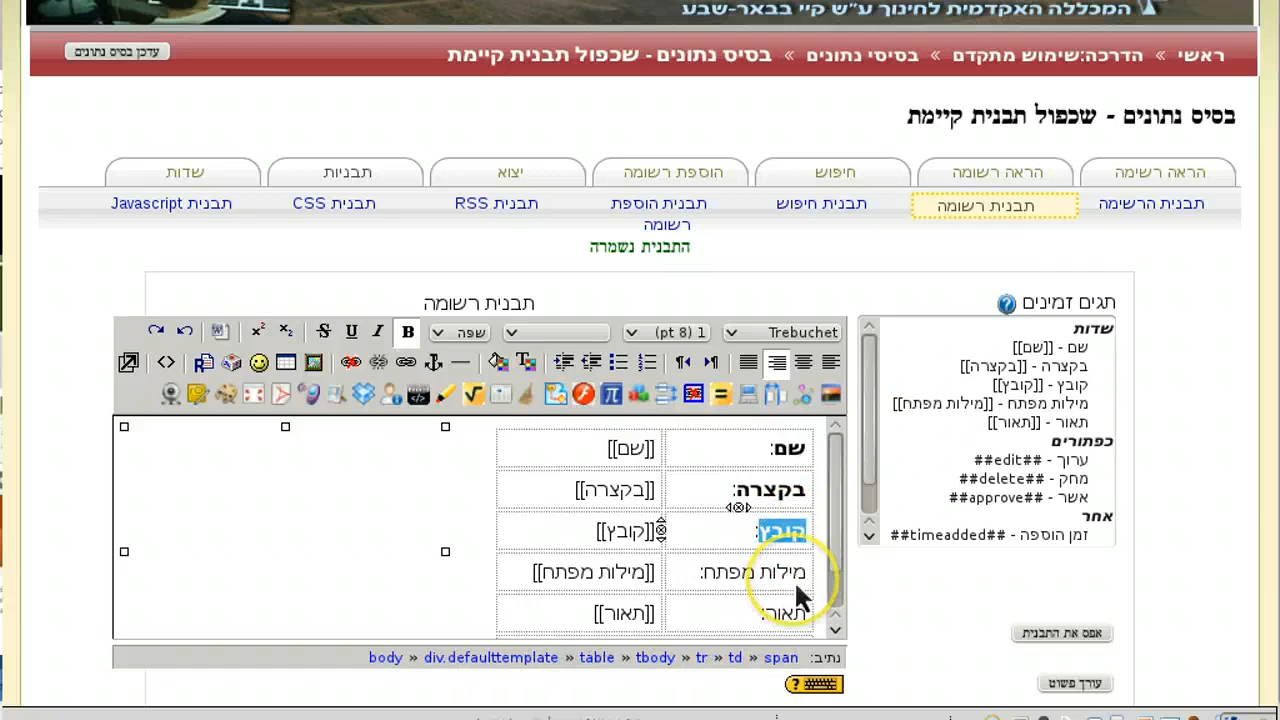 המכללה האקדמית לחינוך ע"ש קיי בבאר-שבע
ראשי » הדרכה:שימוש מתקדם » בסיסי נתונים » בסיס נתונים - שכפול תבנית קיימת
עדכן בסיס נתונים
בסיס נתונים - שכפול תבנית קיימת
הראה רשימה הראה רשומה חיפוש הוספת רשומה יצוא תבניות שדות
תבנית הרשימה תבנית רשומה תבנית חיפוש תבנית הוספת רשומה תבנית RSS תבנית CSS תבנית Javascript
התבנית נשמרה
תגים זמינים
שדות
שם - [[שם]]
בקצרה - [[בקצרה]]
קובץ - [[קובץ]]
מילות מפתח - [[מילות מפתח]]
תאור - [[תאור]]
כפתורים
ערוך - ##edit##
מחק - ##delete##
אשר - ##approve##
אחר
זמן הוספה - ##timeadded##
אפס את התבנית
עורך פשוט
תבנית רשומה
Trebuchet
1 (8 pt)
שפה
B I U S x₂ x²
שם: [[שם]]
בקצרה: [[בקצרה]]
קובץ: [[קובץ]]
מילות מפתח: [[מילות מפתח]]
תאור: [[תאור]]
נתיב: body » div.defaulttemplate » table » tbody » tr » td » span
?